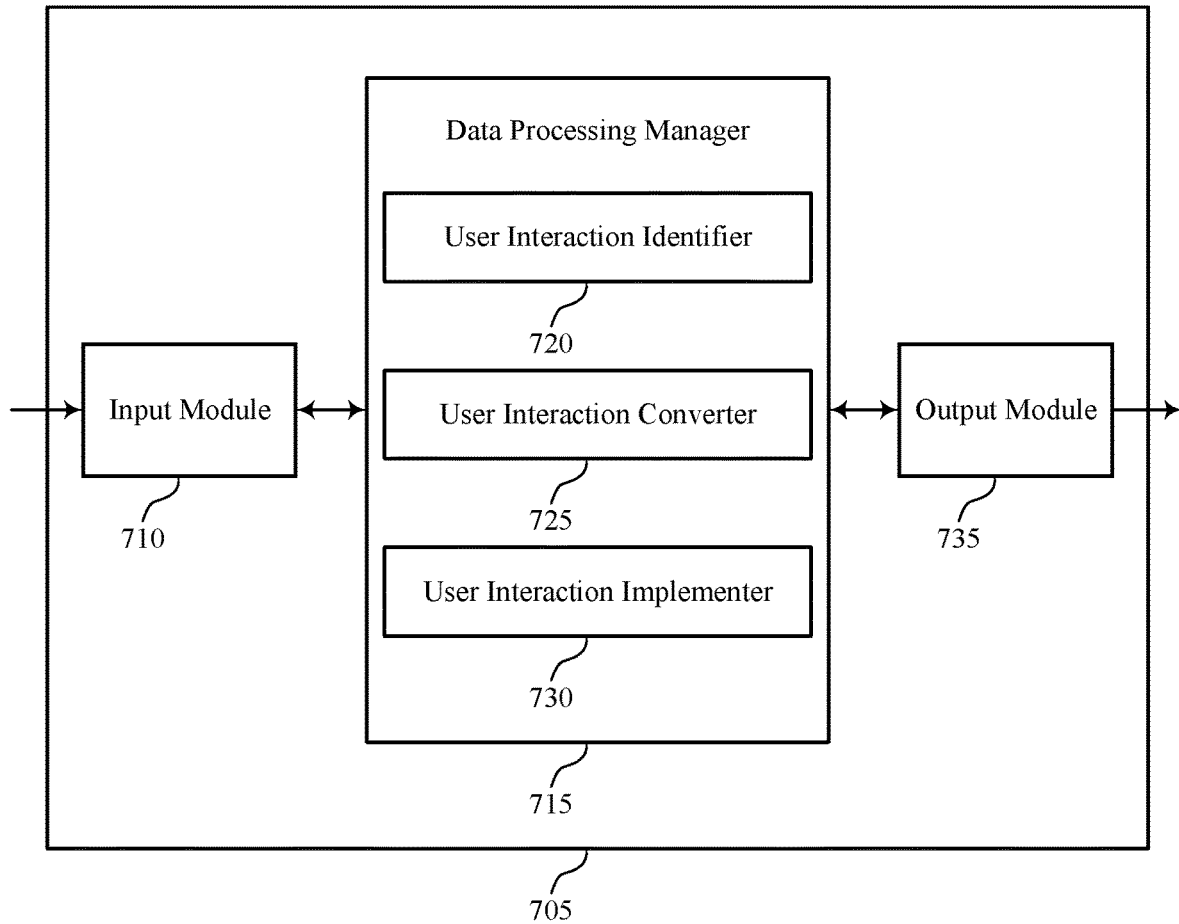 Data Processing Manager
User Interaction Identifier
720
Input Module
User Interaction Converter
Output Module
710
725
735
User Interaction Implementer
730
715
705